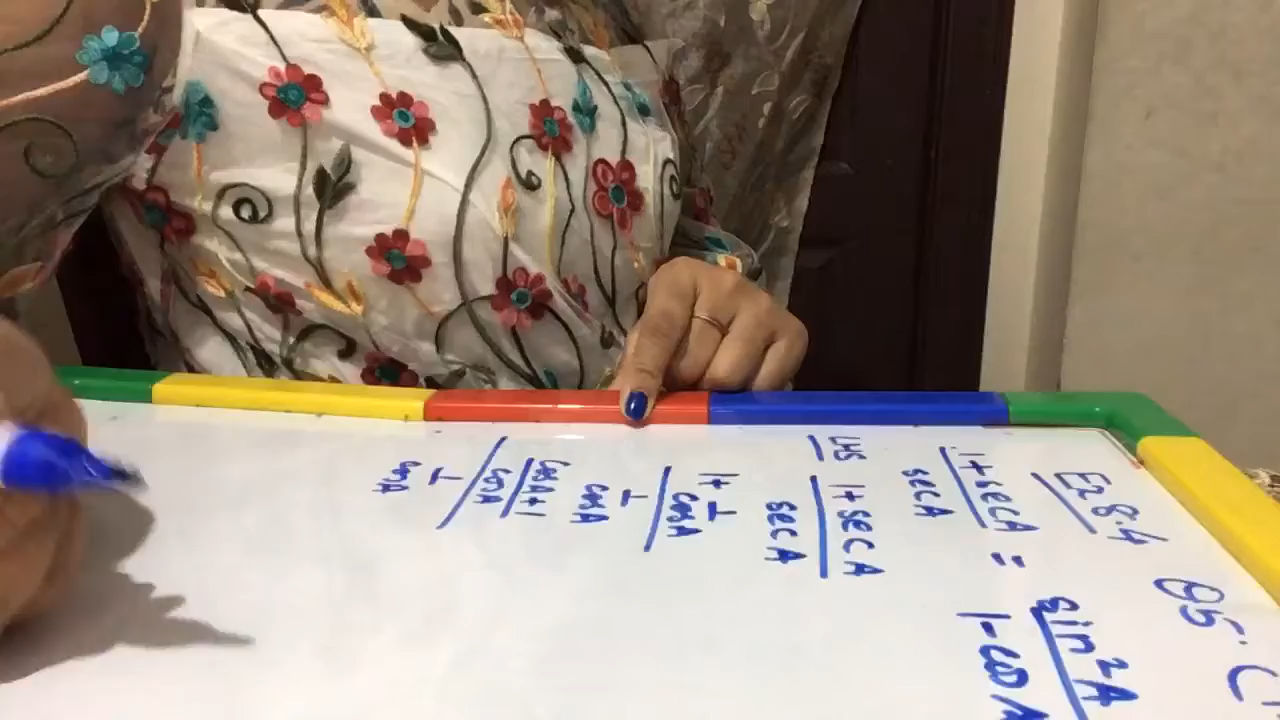 Q5. (
Ex 8.4
1+secA = sin²A
secA 1-cosA
LHS 1+secA
secA
1+ 1
cosA
1
cosA
cosA+1
cosA
1
cosA